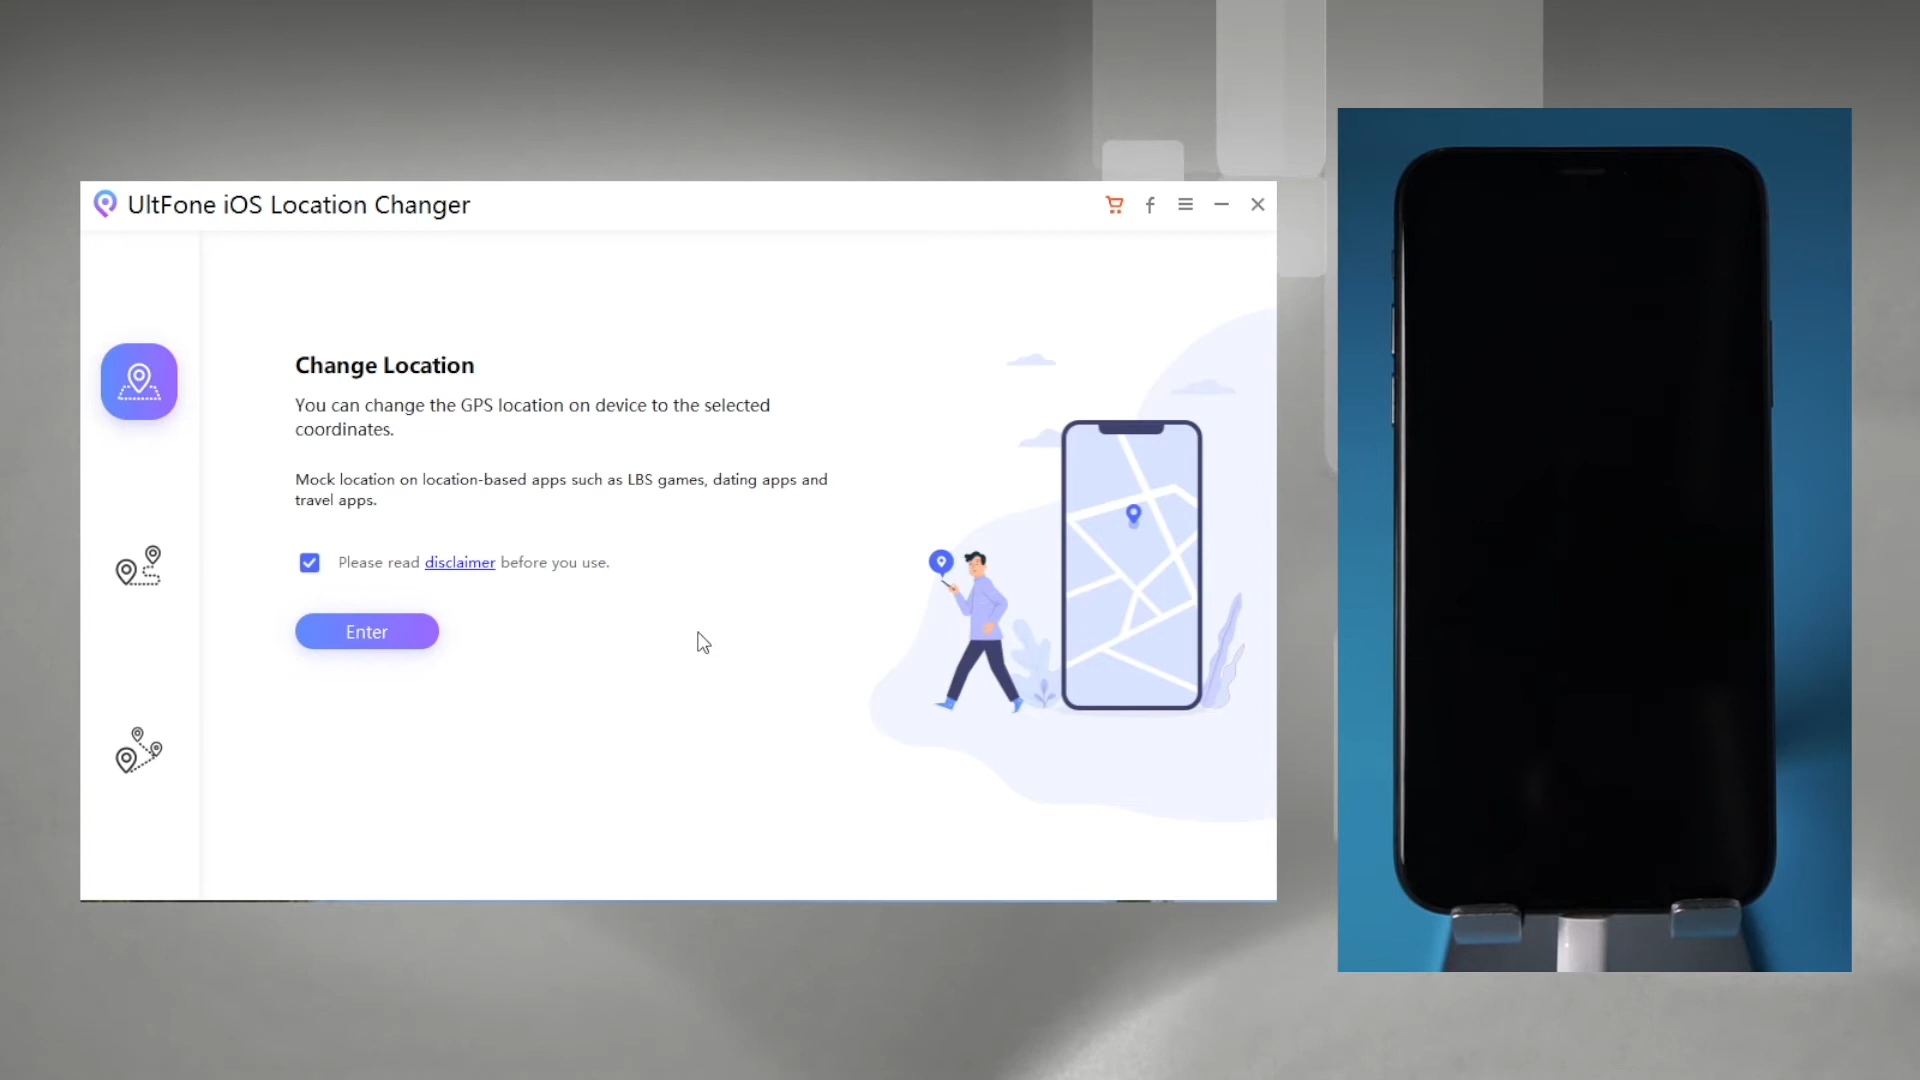 UltFone iOS Location Changer
Change Location
You can change the GPS location on device to the selected
coordinates.
Mock location on location-based apps such as LBS games, dating apps and
travel apps.
Please read disclaimer before you use.
Enter